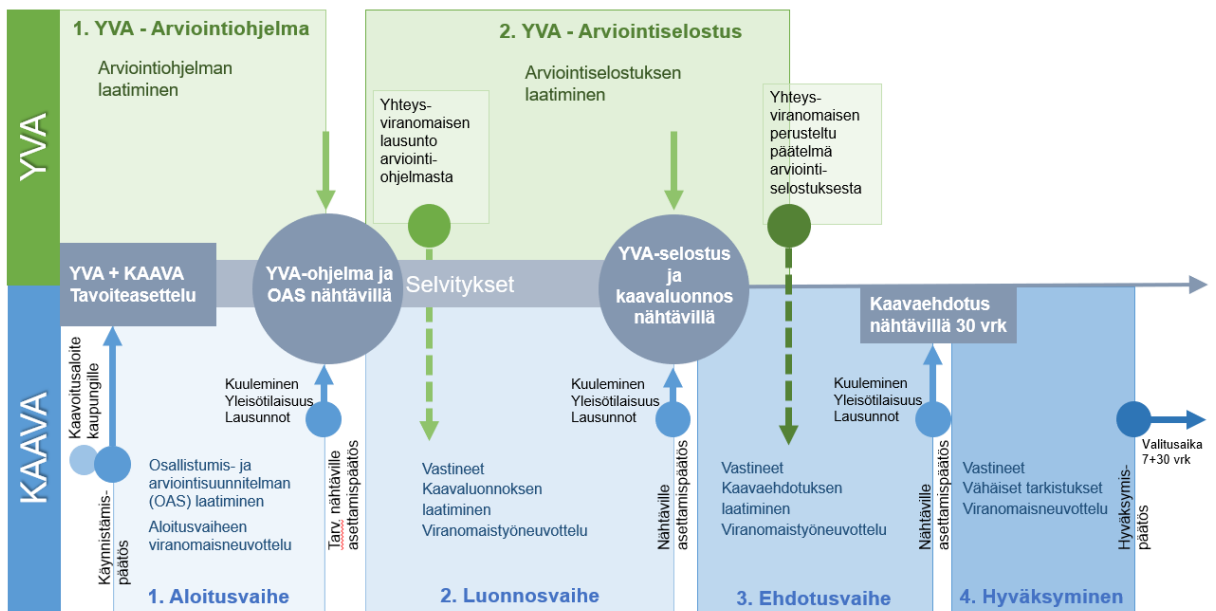 YVA
1. YVA - Arviointiohjelma
Arviointiohjelman
laatiminen
2. YVA - Arviointiselostus
Arviointiselostuksen
laatiminen
Yhteys-
viranomaisen
lausunto
arviointi-
ohjelmasta
Yhteys-
viranomaisen
perusteltu
päätelmä
arviointi-
selostuksesta
YVA + KAAVA
Tavoiteasettelu
YVA-ohjelma ja
OAS nähtävillä
Selvitykset
YVA-selostus
ja
kaavaluonnos
nähtävillä
Kaavaehdotus
nähtävillä 30 vrk
KAAVA
Kaavoitusaloite
kaupungille
Käynnistämis-
päätös
Kuuleminen
Yleisötilaisuus
Lausunnot
Osallistumis- ja
arviointisuunnitelman
(OAS) laatiminen
Aloitusvaiheen
viranomaisneuvottelu
Tarv. nähtäville
asettamispäätös
1. Aloitusvaihe
Vastineet
Kaavaluonnoksen
laatiminen
Viranomaistyöneuvottelu
Kuuleminen
Yleisötilaisuus
Lausunnot
Nähtäville
asettamispäätös
2. Luonnosvaihe
Vastineet
Kaavaehdotuksen
laatiminen
Viranomaistyöneuvottelu
Kuuleminen
Yleisötilaisuus
Lausunnot
Nähtäville
asettamispäätös
3. Ehdotusvaihe
Vastineet
Vähäiset tarkistukset
Viranomaisneuvottelu
Hyväksymis-
päätös
Valitusaika
7+30 vrk
4. Hyväksyminen